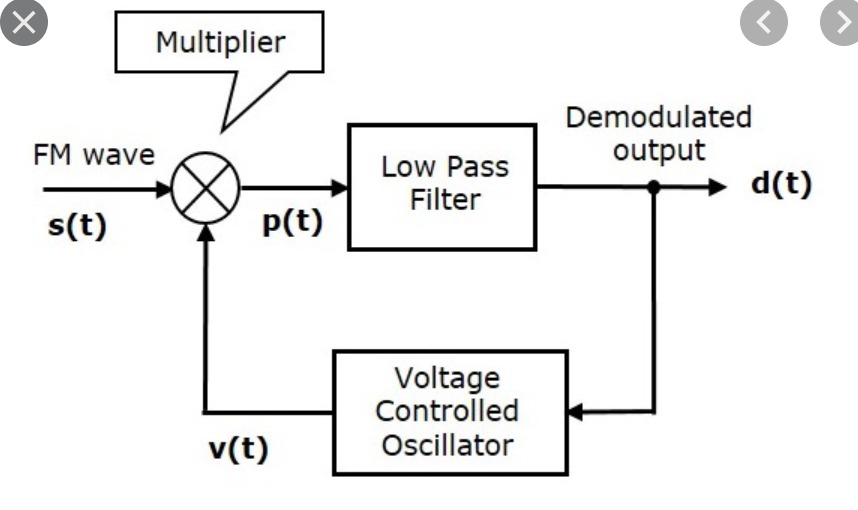 Multiplier
FM wave
s(t)
p(t)
Low Pass
Filter
Demodulated
output
d(t)
Voltage
Controlled
Oscillator
v(t)